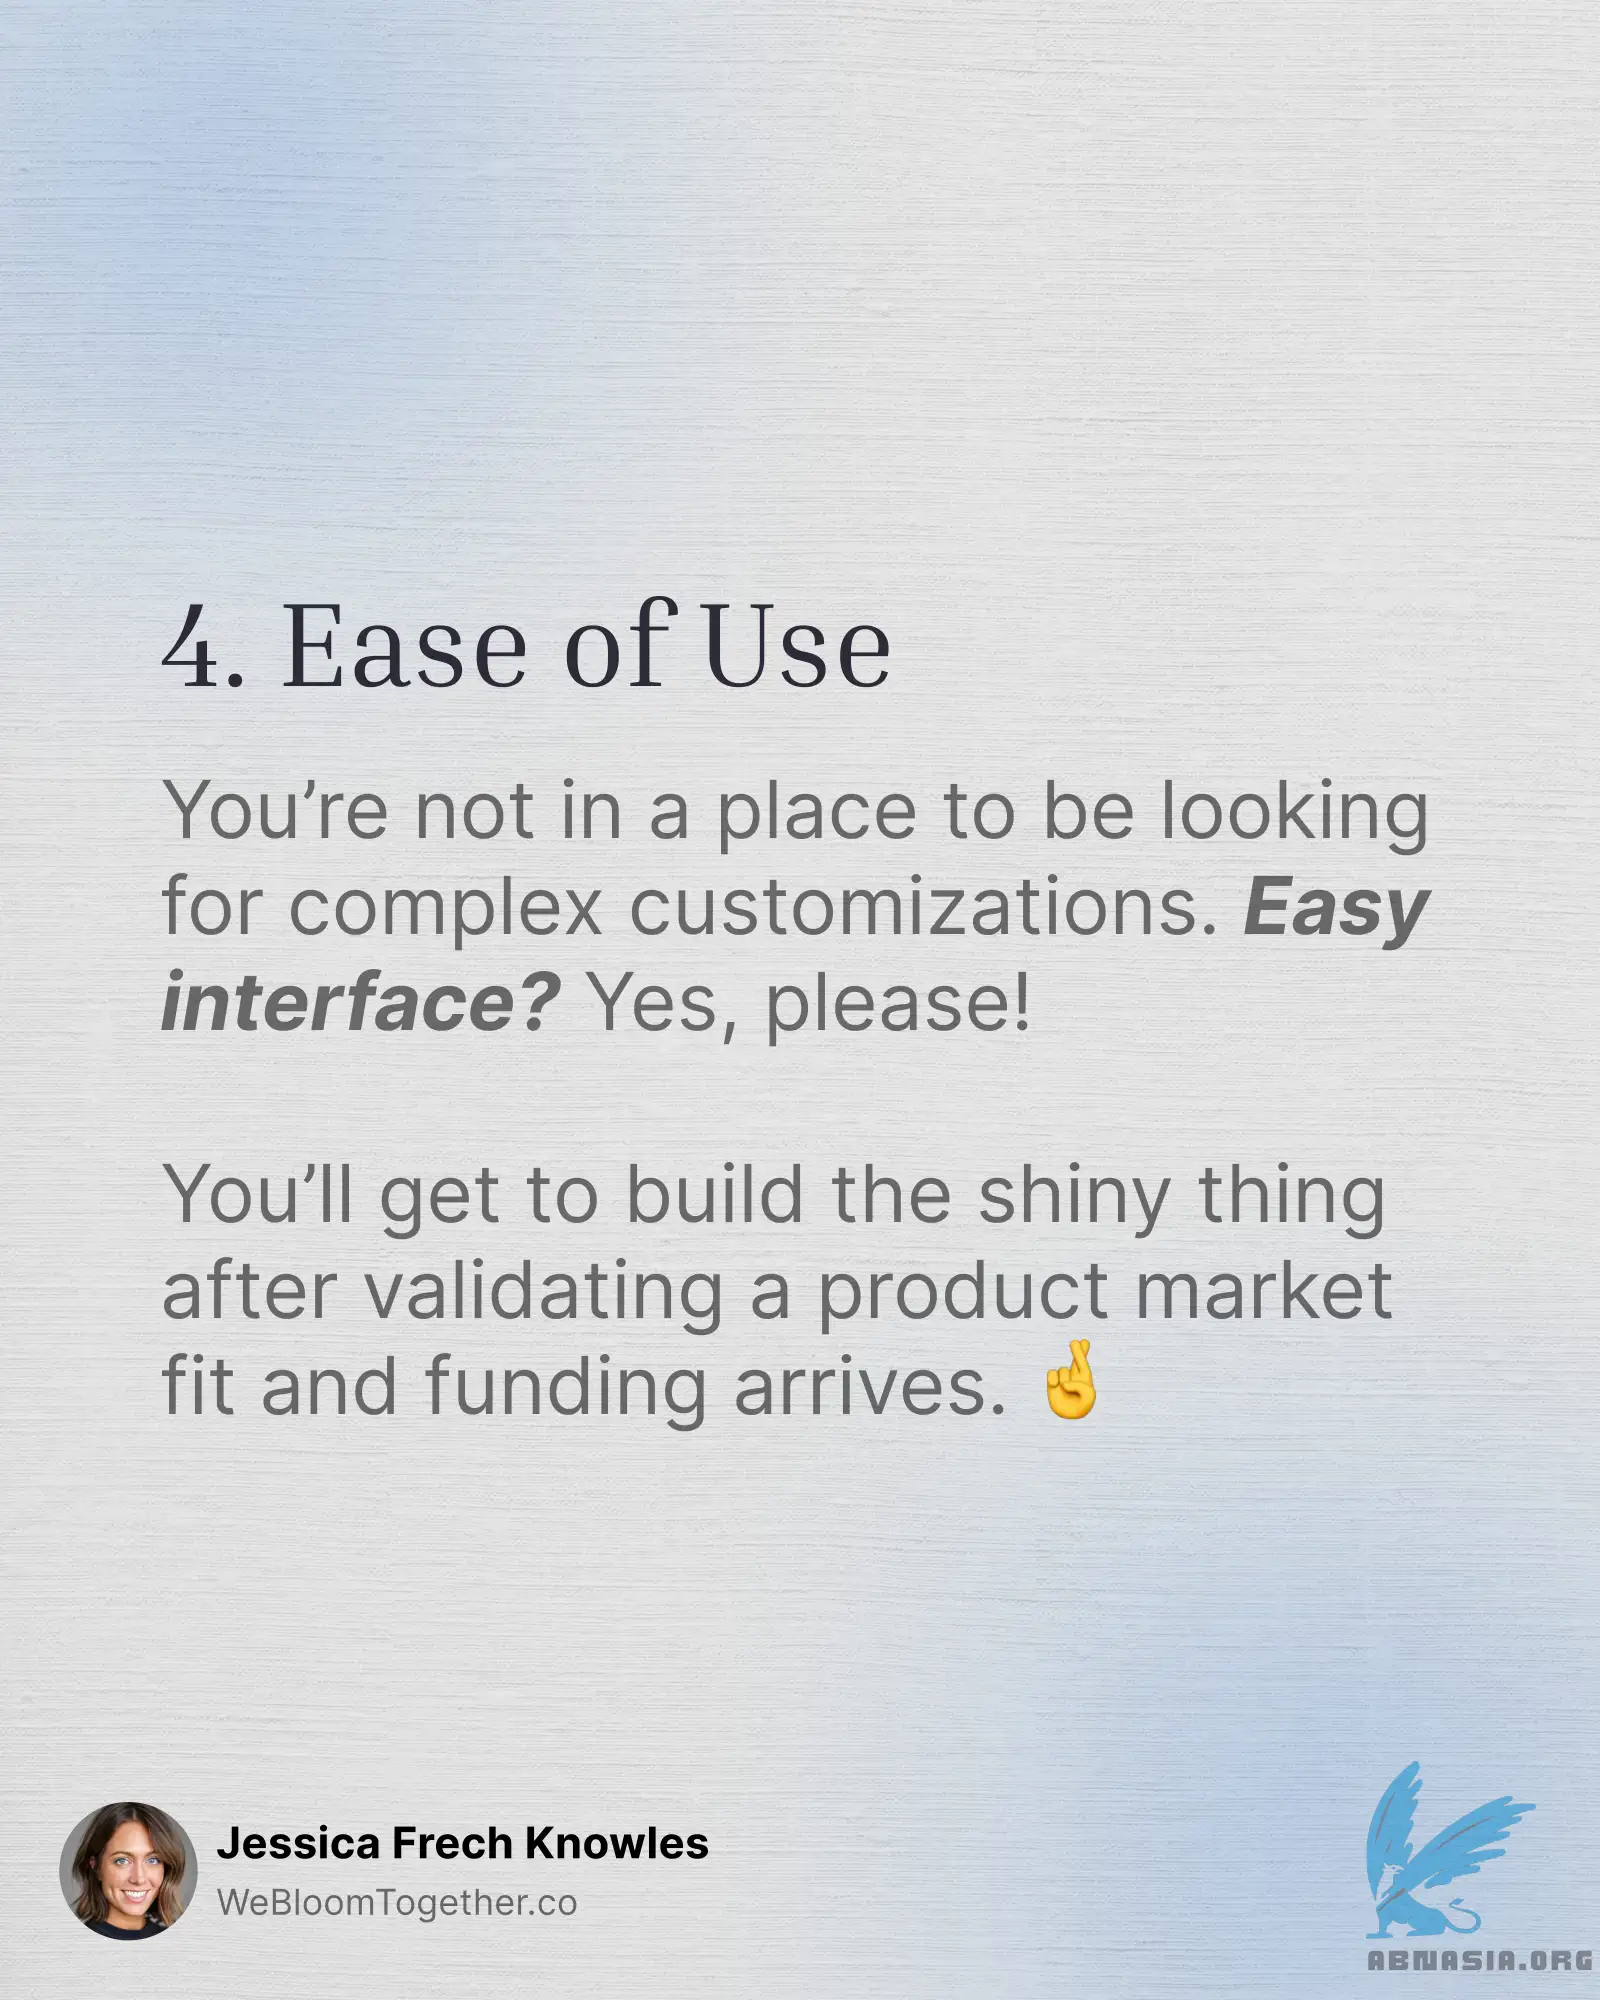 4. Ease of Use
You’re not in a place to be looking
for complex customizations. Easy
interface? Yes, please!
You’ll get to build the shiny thing
after validating a product market
fit and funding arrives. 🤞
Jessica Frech Knowles
WeBloomTogether.co
ABNASIA.ORG